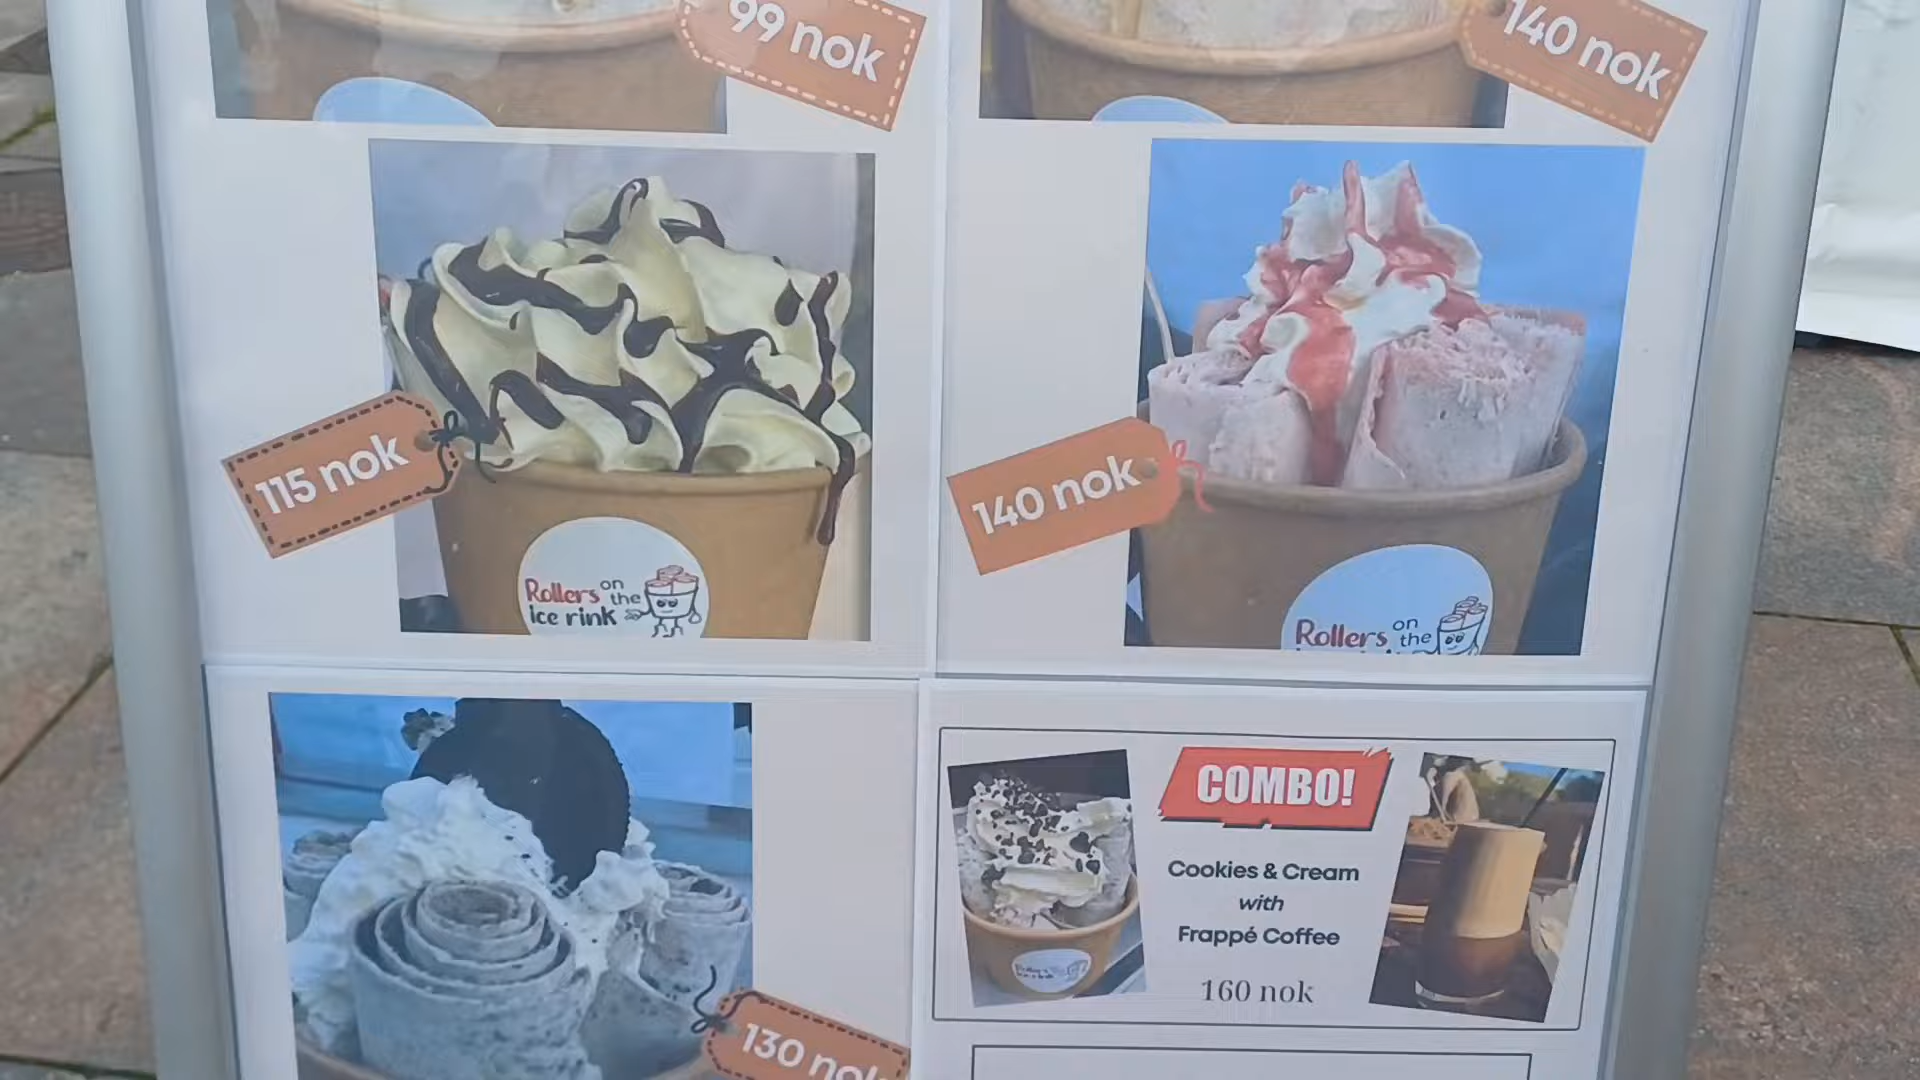 99 nok
140 nok
115 nok
Rollers on the
ice rink
140 nok
Rollers on the
130 nok
COMBO!
Cookies & Cream
with
Frappé Coffee
160 nok